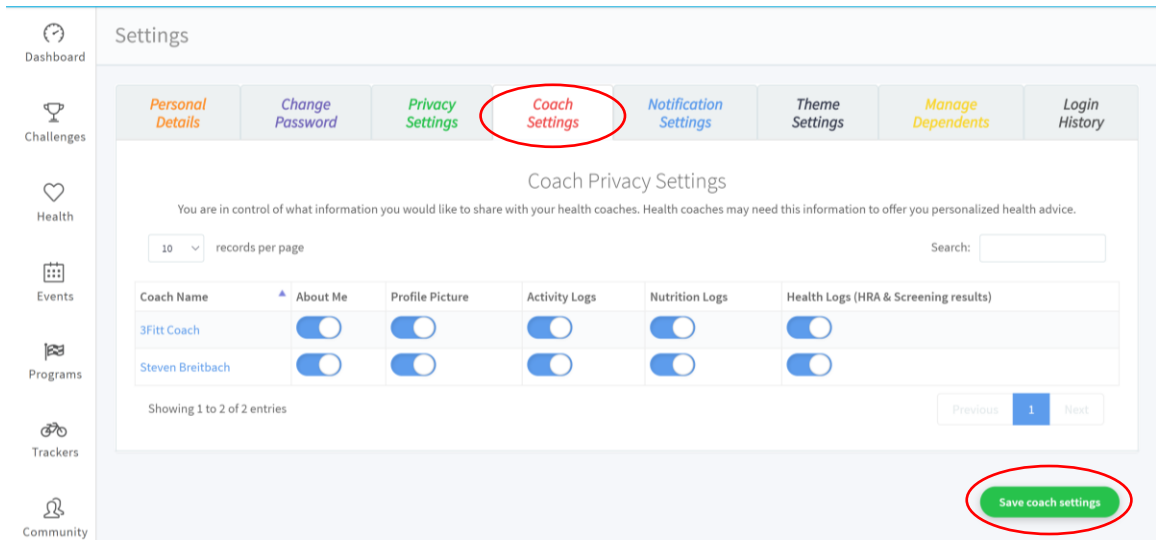 Settings
Dashboard
Challenges
Health
Events
Programs
Trackers
Community
Personal Details
Change Password
Privacy Settings
Coach Settings
Notification Settings
Theme Settings
Manage Dependents
Login History
Coach Privacy Settings
You are in control of what information you would like to share with your health coaches. Health coaches may need this information to offer you personalized health advice.
10 records per page Search:
Coach Name About Me Profile Picture Activity Logs Nutrition Logs Health Logs (HRA & Screening results)
3Fitt Coach
Steven Breitbach
Showing 1 to 2 of 2 entries Previous 1 Next
Save coach settings